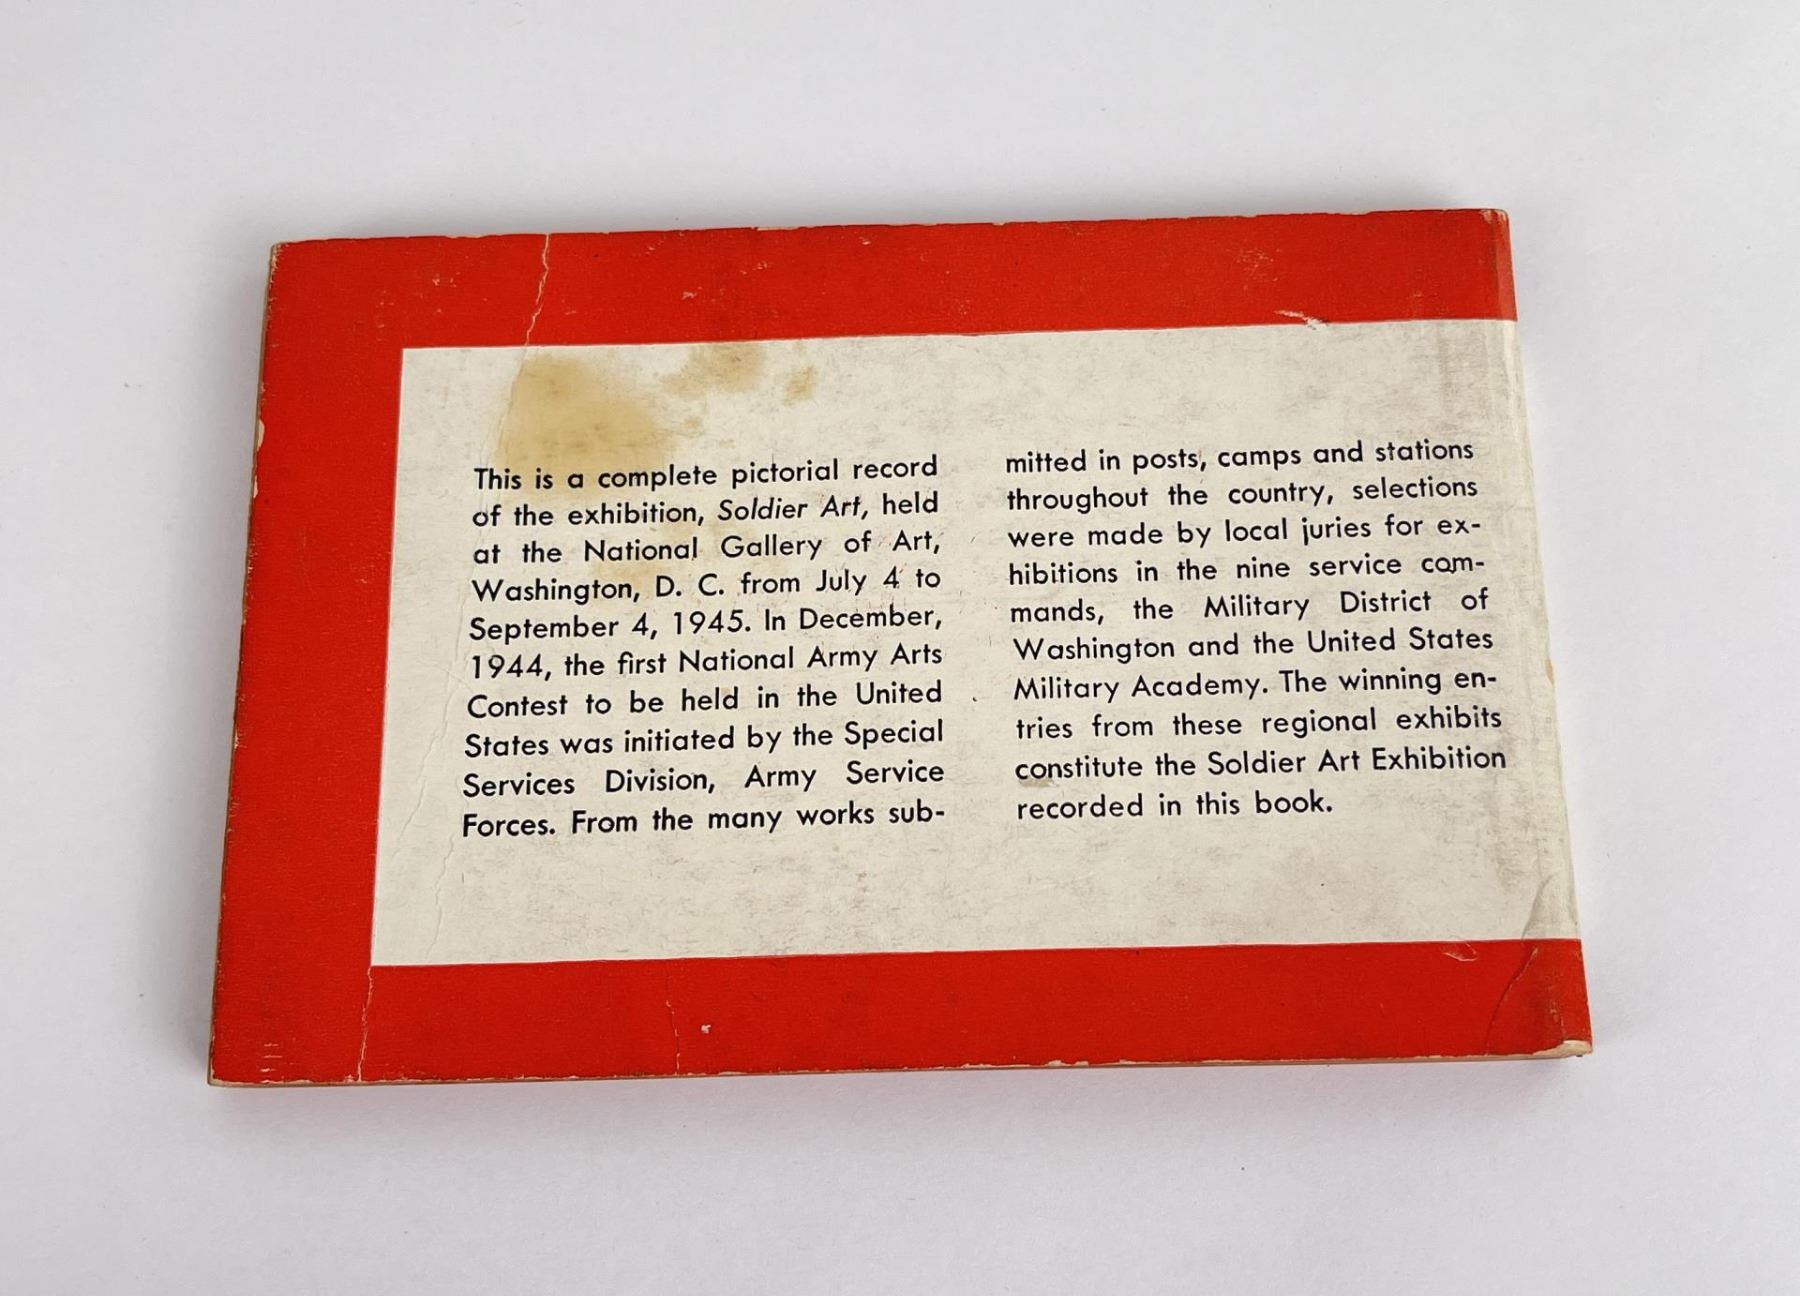 This is a complete pictorial record
of the exhibition, Soldier Art, held
at the National Gallery of Art,
Washington, D. C. from July 4 to
September 4, 1945. In December,
1944, the first National Army Arts
Contest to be held in the United
States was initiated by the Special
Services Division, Army Service
Forces. From the many works sub-
mitted in posts, camps and stations
throughout the country, selections
were made by local juries for ex-
hibitions in the nine service com-
mands, the Military District of
Washington and the United States
Military Academy. The winning en-
tries from these regional exhibits
constitute the Soldier Art Exhibition
recorded in this book.